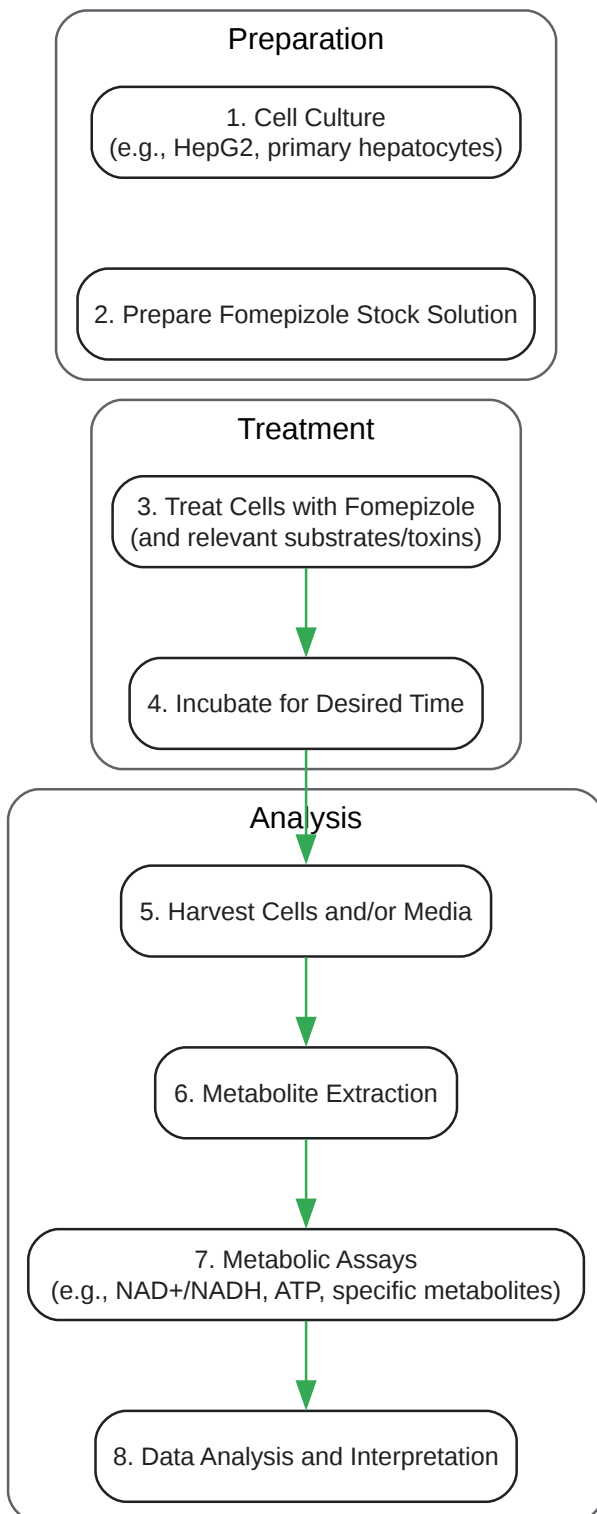 Preparation
1. Cell Culture
(e.g., HepG2, primary hepatocytes)
2. Prepare Fomepizole Stock Solution
Treatment
3. Treat Cells with Fomepizole
(and relevant substrates/toxins)
4. Incubate for Desired Time
Analysis
5. Harvest Cells and/or Media
6. Metabolite Extraction
7. Metabolic Assays
(e.g., NAD+/NADH, ATP, specific metabolites)
8. Data Analysis and Interpretation